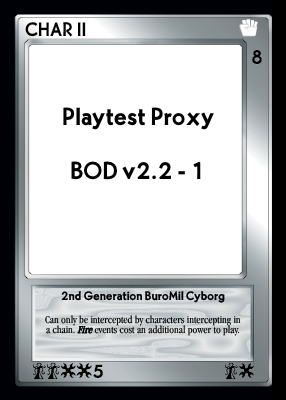 CHAR II
8
Playtest Proxy
BOD v2.2 - 1
2nd Generation BuroMil Cyborg
Can only be intercepted by characters intercepting in
a chain. Fire events cost an additional power to play.
5